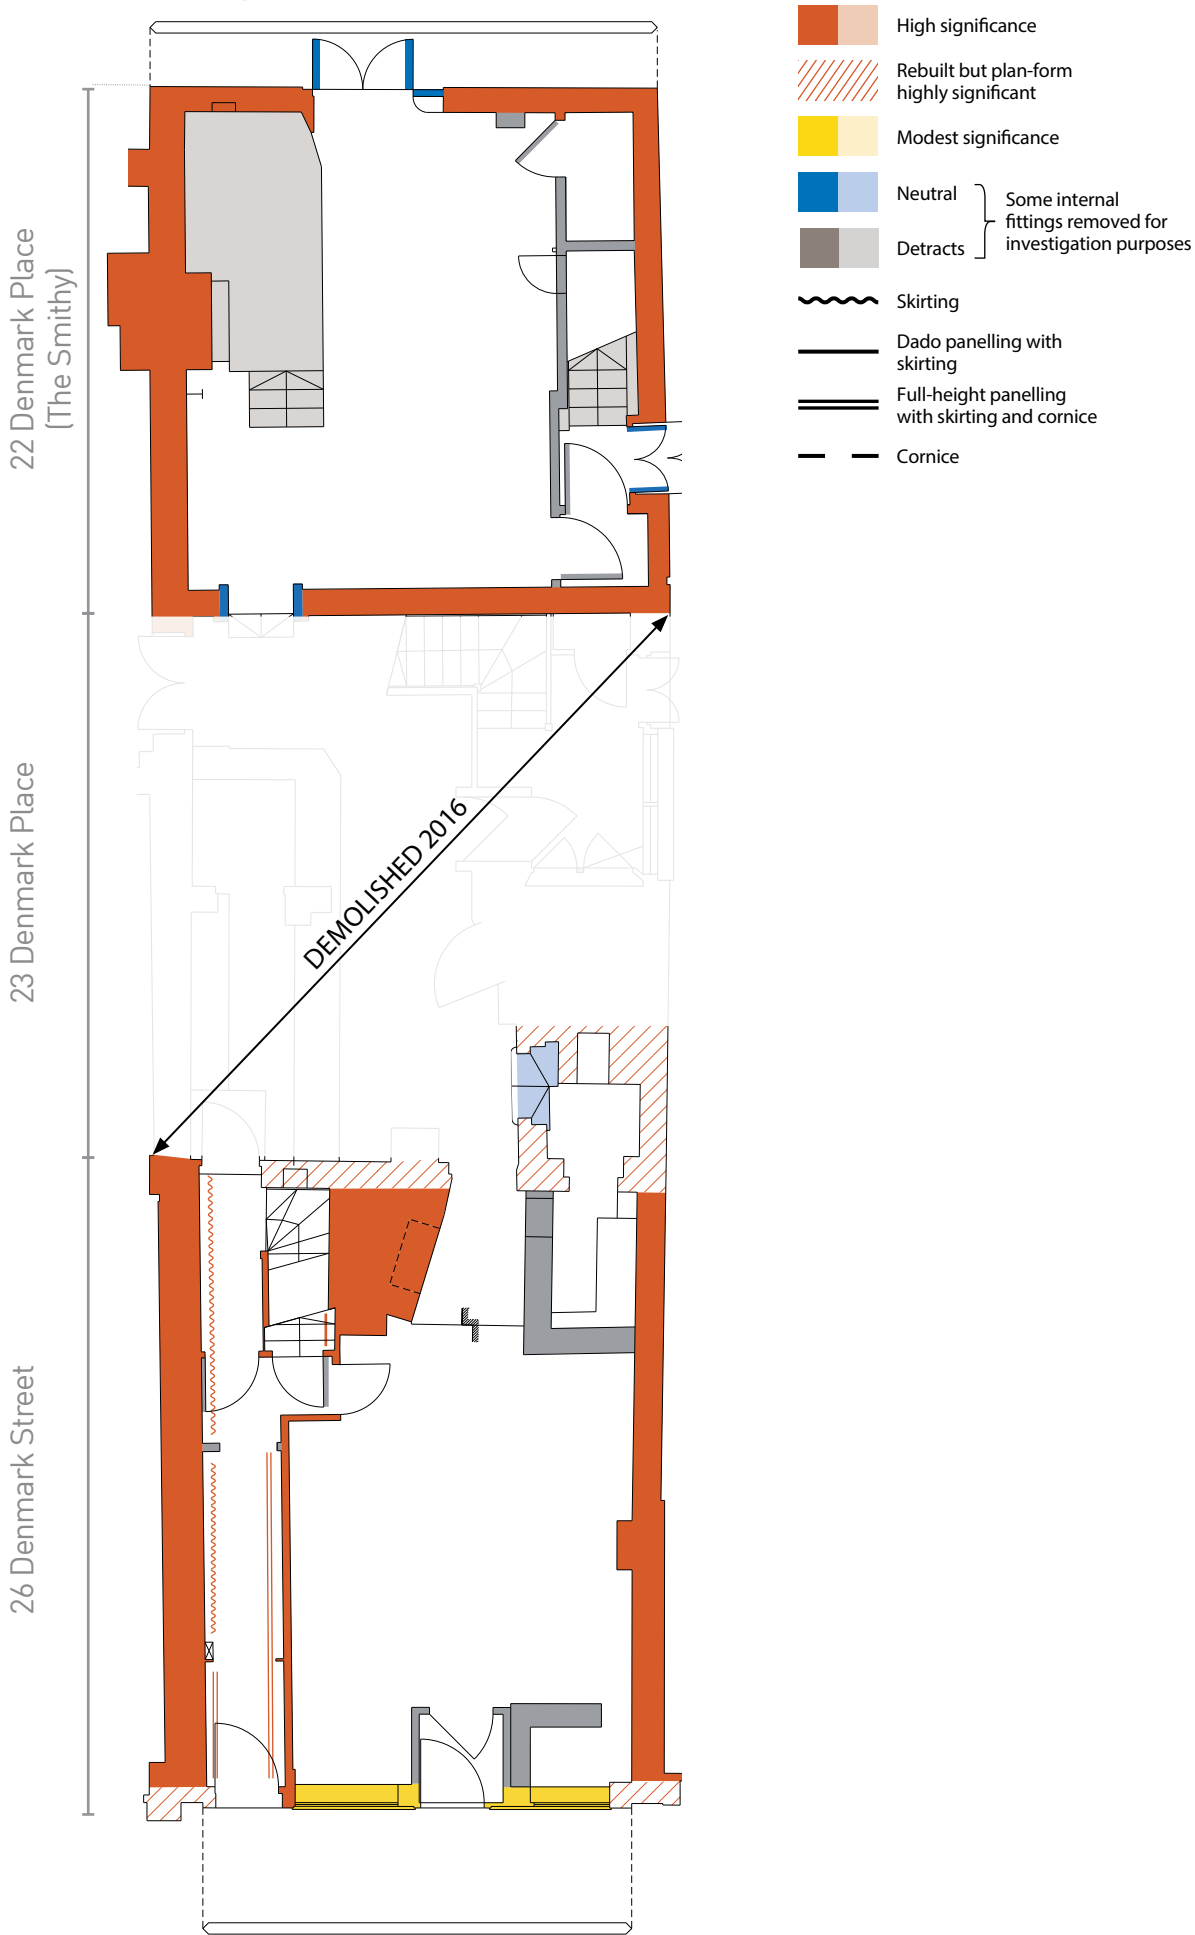 High significance
Rebuilt but plan-form
highly significant
Modest significance
Neutral
Detracts
Some internal
fittings removed for
investigation purposes
Skirting
Dado panelling with
skirting
Full-height panelling
with skirting and cornice
Cornice
22 Denmark Place
(The Smithy)
23 Denmark Place
DEMOLISHED 2016
26 Denmark Street